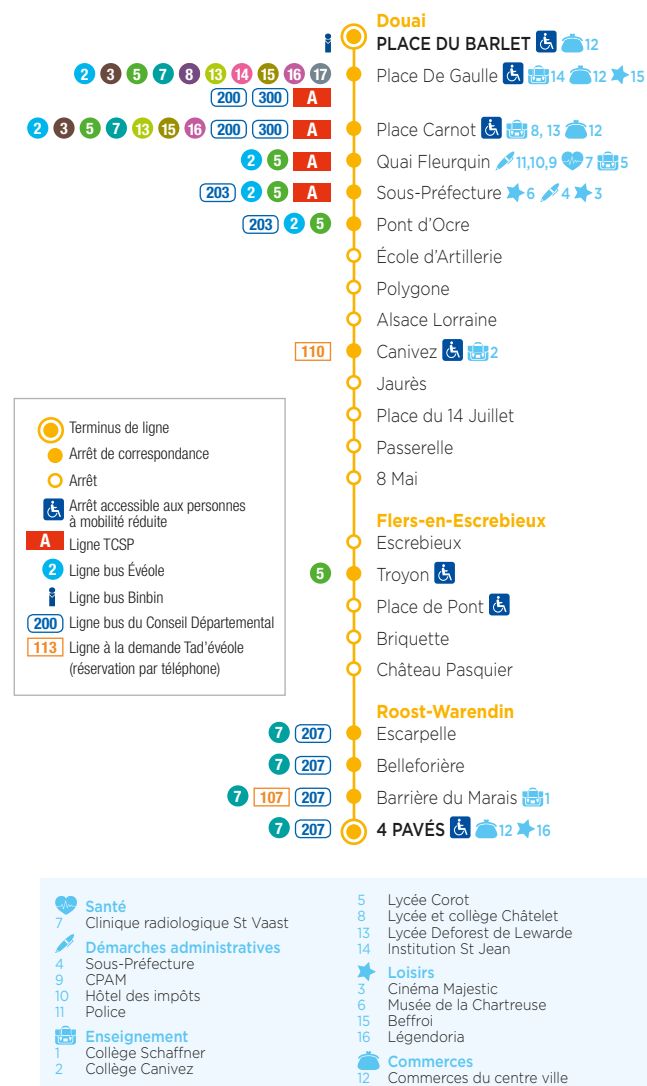 Douai
PLACE DU BARLET 12
2 3 5 7 8 13 14 15 16 17 Place De Gaulle 14 12 15
200 300 A
2 3 5 7 13 15 16 200 300 A Place Carnot 8, 13 12
2 5 A Quai Fleurquin 11,10,9 7 5
203 2 5 A Sous-Préfecture 6 4 3
203 2 5 Pont d'Ocre
École d'Artillerie
Polygone
Alsace Lorraine
110 Canivez 2
Jaurès
Place du 14 Juillet
Passerelle
8 Mai
Terminus de ligne
Arrêt de correspondance
Arrêt
Arrêt accessible aux personnes
à mobilité réduite
A Ligne TCSP
2 Ligne bus Évéole
Ligne bus Binbin
200 Ligne bus du Conseil Départemental
113 Ligne à la demande Tad'évéole
(réservation par téléphone)
Flers-en-Escrebieux
Escrebieux
5 Troyon
Place de Pont
Briquette
Château Pasquier
Roost-Warendin
7 207 Escarpelle
7 207 Belleforière
7 107 207 Barrière du Marais 1
7 207 4 PAVÉS 12 16
Santé
7 Clinique radiologique St Vaast
Démarches administratives
4 Sous-Préfecture
9 CPAM
10 Hôtel des impôts
11 Police
Enseignement
1 Collège Schaffner
2 Collège Canivez
5 Lycée Corot
8 Lycée et collège Châtelet
13 Lycée Deforest de Lewarde
14 Institution St Jean
Loisirs
3 Cinéma Majestic
6 Musée de la Chartreuse
15 Beffroi
16 Légendoria
Commerces
12 Commerces du centre ville